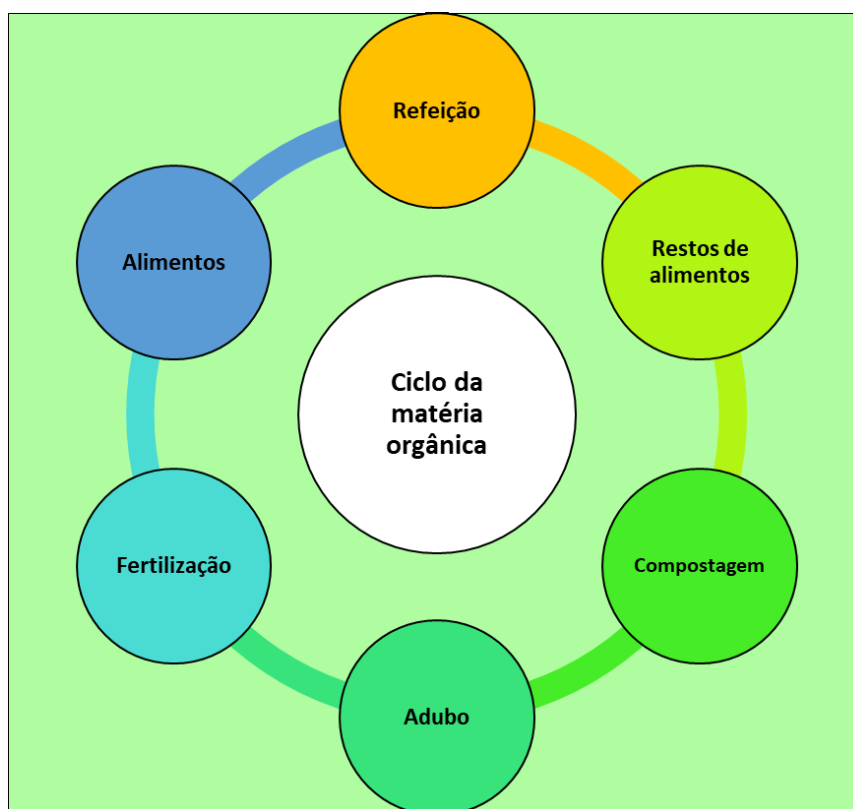 Refeição
Restos de
alimentos
Compostagem
Adubo
Fertilização
Alimentos
Ciclo da
matéria
orgânica